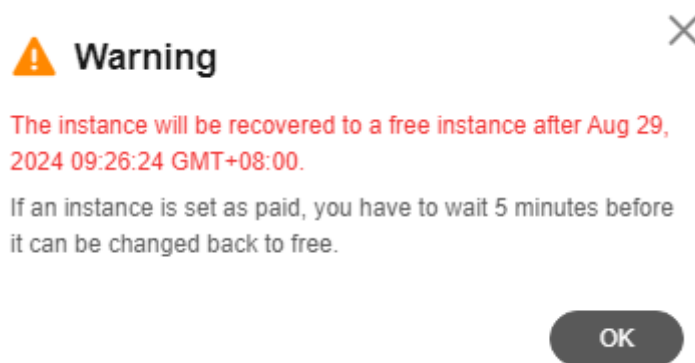 Warning
The instance will be recovered to a free instance after Aug 29,
2024 09:26:24 GMT+08:00.
If an instance is set as paid, you have to wait 5 minutes before
it can be changed back to free.
OK